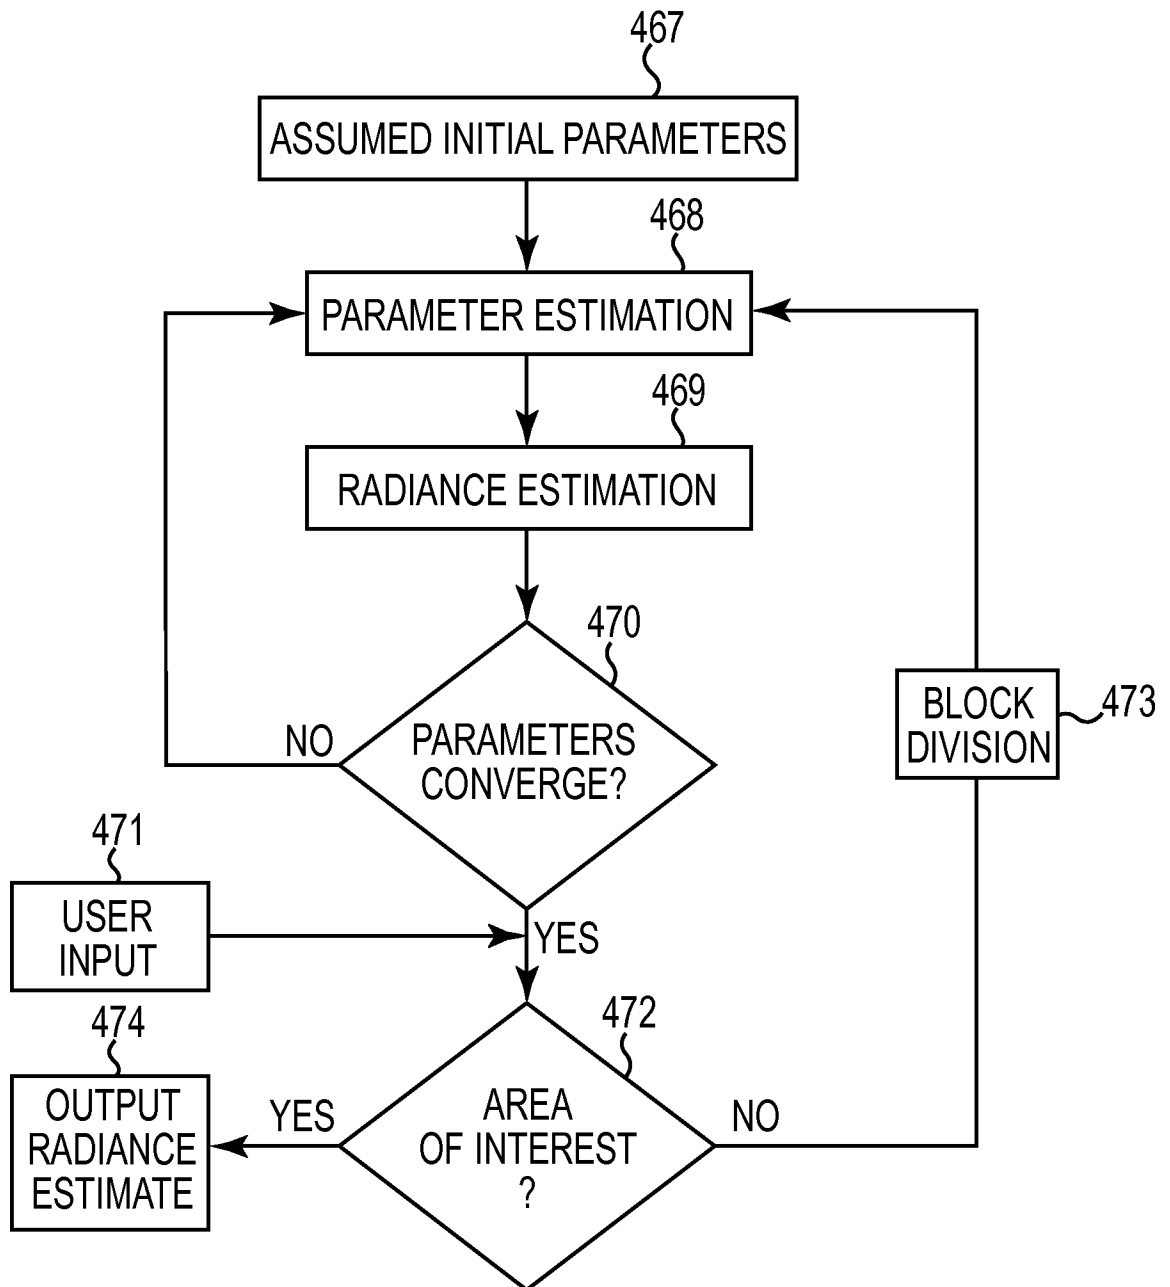 467
ASSUMED INITIAL PARAMETERS
468
PARAMETER ESTIMATION
469
RADIANCE ESTIMATION
470
PARAMETERS
CONVERGE?
NO
BLOCK
DIVISION
473
471
USER
INPUT
YES
474
OUTPUT
RADIANCE
ESTIMATE
YES
472
AREA
OF INTEREST
?
NO